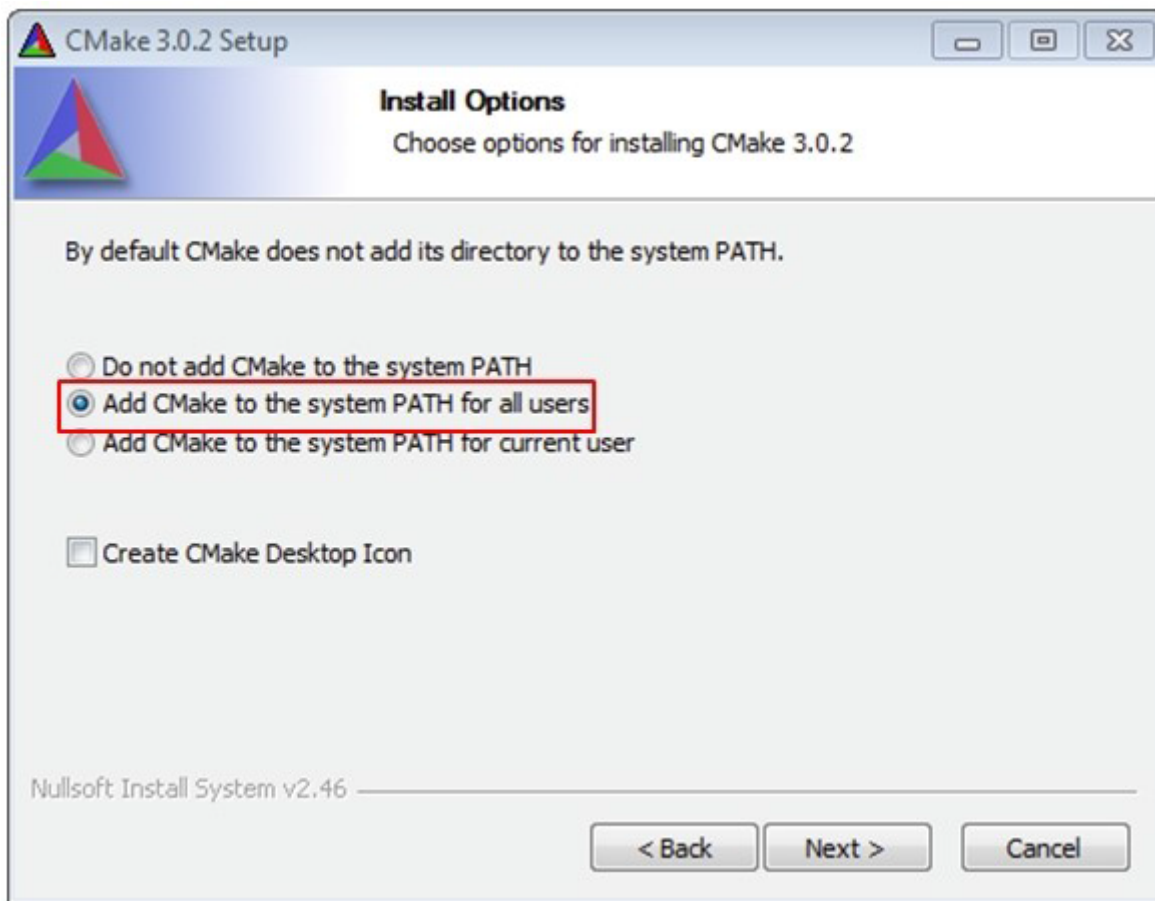 CMake 3.0.2 Setup
Install Options
Choose options for installing CMake 3.0.2
By default CMake does not add its directory to the system PATH.
Do not add CMake to the system PATH
Add CMake to the system PATH for all users
Add CMake to the system PATH for current user
Create CMake Desktop Icon
Nullsoft Install System v2.46
< Back Next > Cancel